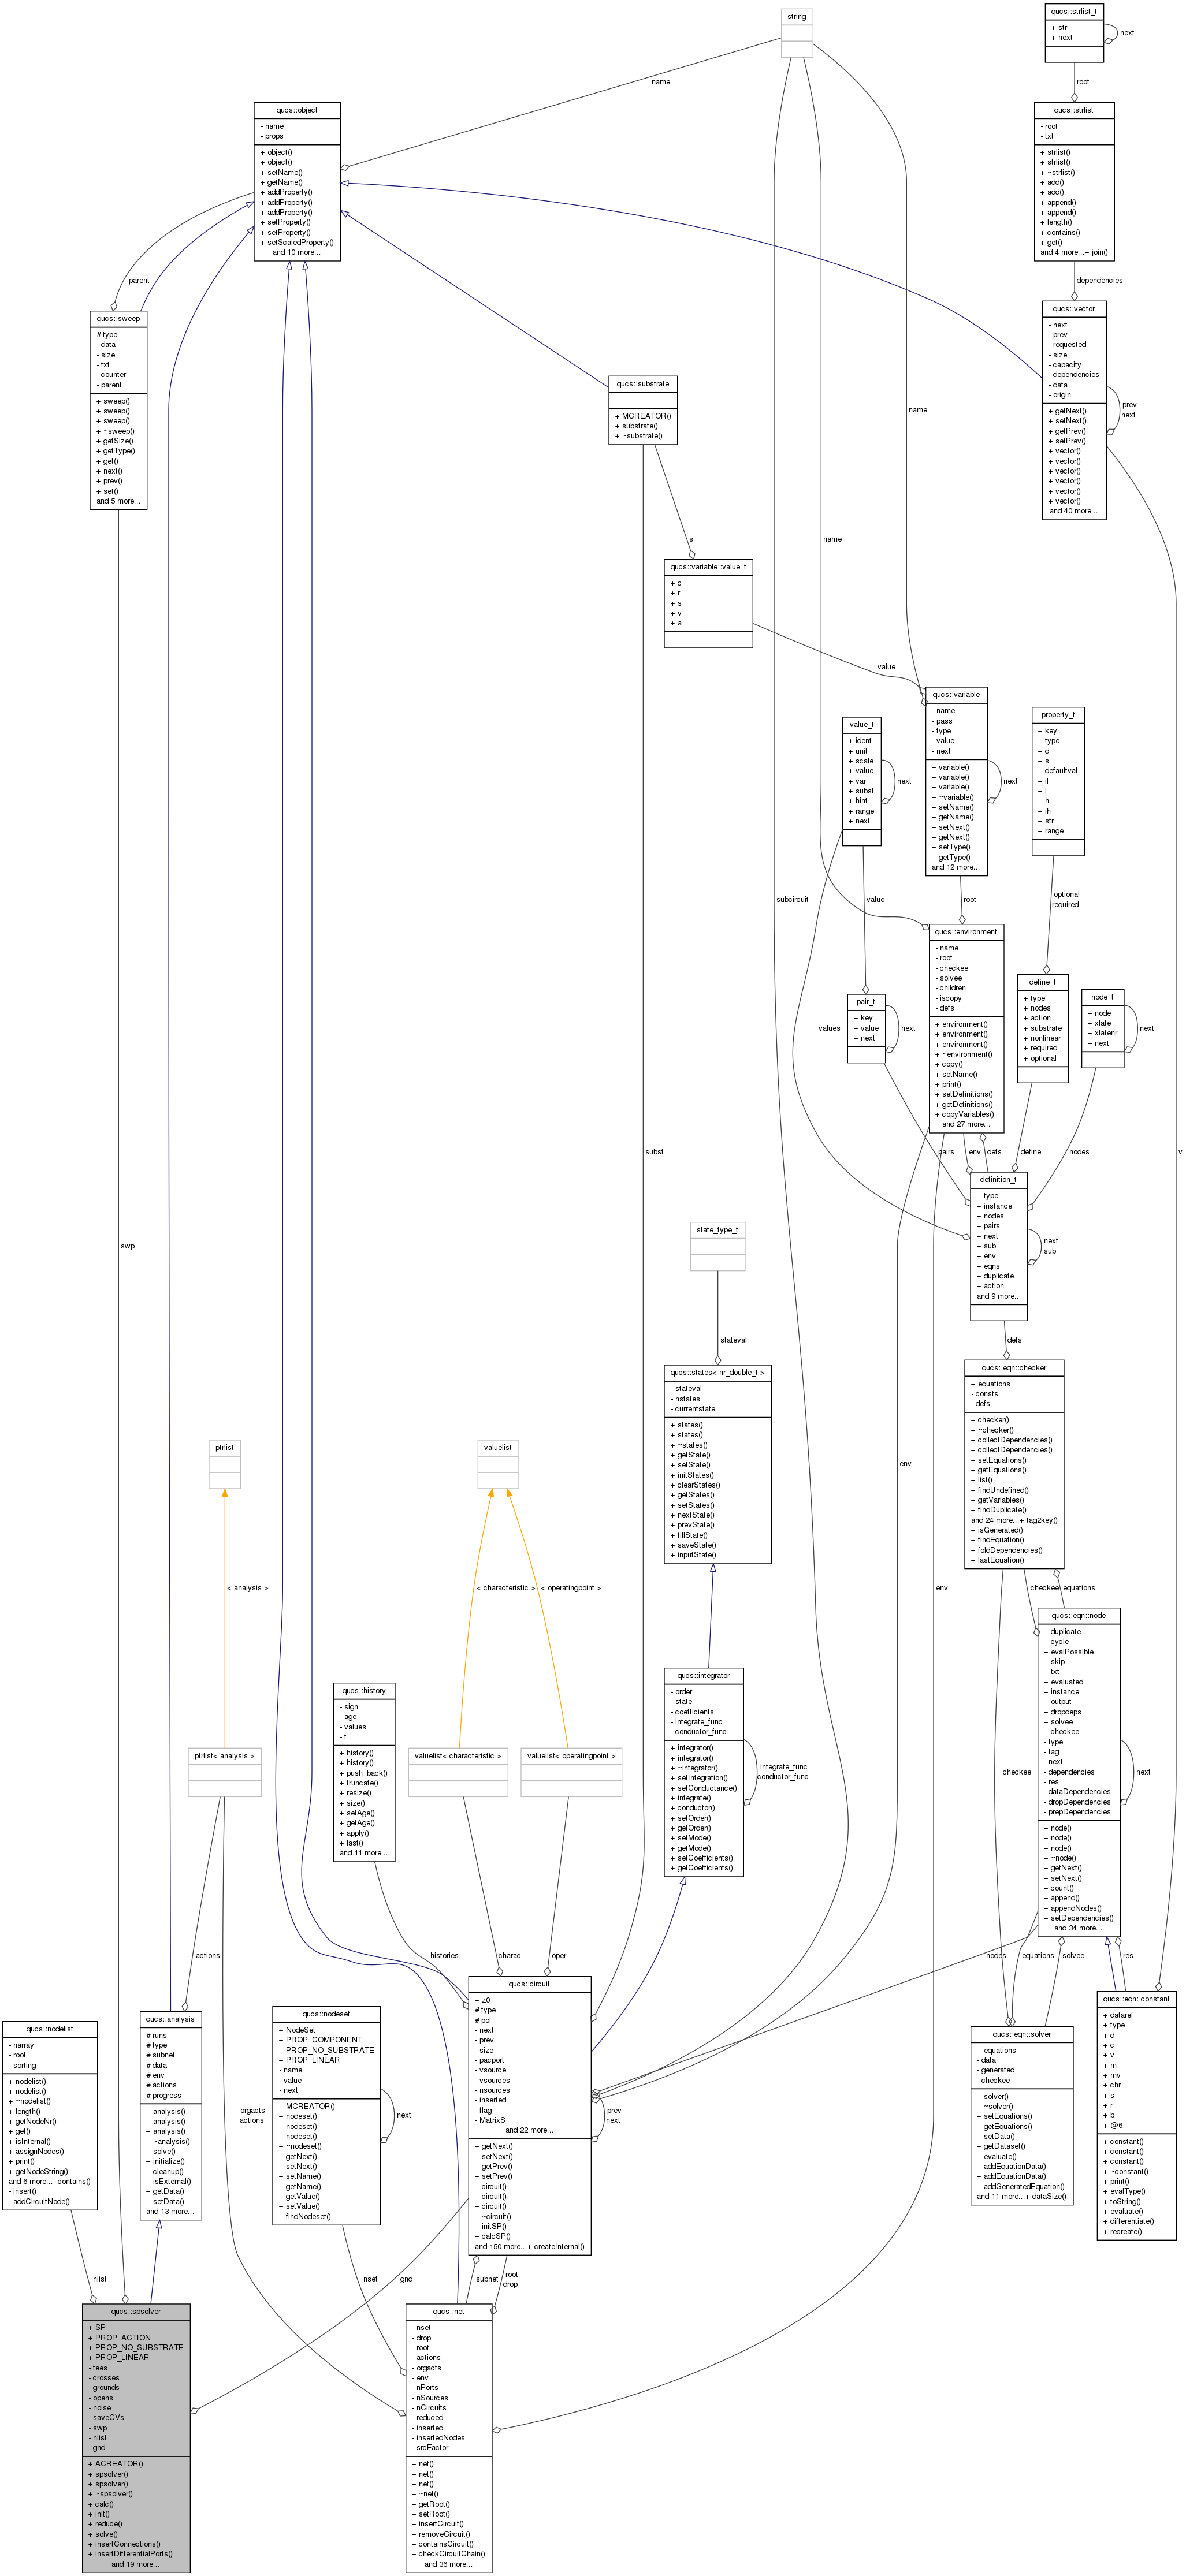 string
qucs::strlist_t
+ str
+ next
next
root
name
qucs::object
- name
- props
+ object()
+ object()
+ setName()
+ getName()
+ addProperty()
+ addProperty()
+ addProperty()
+ setProperty()
+ setProperty()
+ setScaledProperty()
and 10 more...
qucs::strlist
- root
- txt
+ strlist()
+ strlist()
+ ~strlist()
+ add()
+ add()
+ append()
+ append()
+ length()
+ contains()
+ get()
and 4 more...+ join()
parent
dependencies
qucs::sweep
# type
- data
- size
- txt
- counter
- parent
+ sweep()
+ sweep()
+ sweep()
+ ~sweep()
+ getSize()
+ getType()
+ get()
+ next()
+ prev()
+ set()
and 5 more...
qucs::vector
- next
- prev
- requested
- size
- capacity
- dependencies
- data
- origin
+ getNext()
+ setNext()
+ getPrev()
+ setPrev()
+ vector()
+ vector()
+ vector()
+ vector()
+ vector()
+ vector()
and 40 more...
prev
next
qucs::substrate
+ MCREATOR()
+ substrate()
+ ~substrate()
name
name
s
qucs::variable::value_t
+ c
+ r
+ s
+ v
+ a
value
qucs::variable
- name
- pass
- type
- value
- next
+ variable()
+ variable()
+ variable()
+ ~variable()
+ setName()
+ getName()
+ setNext()
+ getNext()
+ setType()
+ getType()
and 12 more...
next
value_t
+ ident
+ unit
+ scale
+ value
+ var
+ subst
+ hint
+ range
+ next
next
property_t
+ key
+ type
+ d
+ s
+ defaultval
+ il
+ l
+ h
+ ih
+ str
+ range
subcircuit
value
root
optional
required
qucs::environment
- name
- root
- checkee
- solvee
- children
- iscopy
- defs
+ environment()
+ environment()
+ environment()
+ ~environment()
+ copy()
+ setName()
+ print()
+ setDefinitions()
+ getDefinitions()
+ copyVariables()
and 27 more...
pair_t
+ key
+ value
+ next
next
values
define_t
+ type
+ nodes
+ action
+ substrate
+ nonlinear
+ required
+ optional
node_t
+ node
+ xlate
+ xlatenr
+ next
next
subst
pairs
env
defs
define
nodes
v
definition_t
+ type
+ instance
+ nodes
+ pairs
+ next
+ sub
+ env
+ eqns
+ duplicate
+ action
and 9 more...
next
sub
swp
state_type_t
stateval
defs
qucs::states< nr_double_t >
- stateval
- nstates
- currentstate
+ states()
+ states()
+ ~states()
+ getState()
+ setState()
+ initStates()
+ clearStates()
+ getStates()
+ setStates()
+ nextState()
+ prevState()
+ fillState()
+ saveState()
+ inputState()
qucs::eqn::checker
+ equations
- consts
- defs
+ checker()
+ ~checker()
+ collectDependencies()
+ collectDependencies()
+ setEquations()
+ getEquations()
+ list()
+ findUndefined()
+ getVariables()
+ findDuplicate()
and 24 more...+ tag2key()
+ isGenerated()
+ findEquation()
+ foldDependencies()
+ lastEquation()
env
env
ptrlist
valuelist
< analysis >
< characteristic >
< operatingpoint >
checkee
equations
qucs::eqn::node
+ duplicate
+ cycle
+ evalPossible
+ skip
+ txt
+ evaluated
+ instance
+ output
+ dropdeps
+ solvee
+ checkee
- type
- tag
- next
- dependencies
- res
- dataDependencies
- dropDependencies
- prepDependencies
+ node()
+ node()
+ node()
+ ~node()
+ getNext()
+ setNext()
+ count()
+ append()
+ appendNodes()
+ setDependencies()
and 34 more...
next
checkee
qucs::integrator
- order
- state
- coefficients
- integrate_func
- conductor_func
+ integrator()
+ integrator()
+ ~integrator()
+ setIntegration()
+ setConductance()
+ integrate()
+ conductor()
+ setOrder()
+ getOrder()
+ setMode()
+ getMode()
+ setCoefficients()
+ getCoefficients()
integrate_func
conductor_func
qucs::history
- sign
- age
- values
- t
+ history()
+ history()
+ push_back()
+ truncate()
+ resize()
+ size()
+ setAge()
+ getAge()
+ apply()
+ last()
and 11 more...
ptrlist< analysis >
valuelist< characteristic >
valuelist< operatingpoint >
actions
histories
charac
oper
nodes
equations
solvee
res
qucs::circuit
+ z0
# type
# pol
- next
- prev
- size
- pacport
- vsource
- vsources
- nsources
- inserted
- flag
- MatrixS
and 22 more...
+ getNext()
+ setNext()
+ getPrev()
+ setPrev()
+ circuit()
+ circuit()
+ circuit()
+ ~circuit()
+ initSP()
+ calcSP()
and 150 more...+ createInternal()
prev
next
qucs::eqn::constant
+ dataref
+ type
+ d
+ c
+ v
+ m
+ mv
+ chr
+ s
+ r
+ b
+ @6
+ constant()
+ constant()
+ constant()
+ ~constant()
+ print()
+ evalType()
+ toString()
+ evaluate()
+ differentiate()
+ recreate()
qucs::eqn::solver
+ equations
- data
- generated
- checkee
+ solver()
+ ~solver()
+ setEquations()
+ getEquations()
+ setData()
+ getDataset()
+ evaluate()
+ addEquationData()
+ addEquationData()
+ addGeneratedEquation()
and 11 more...+ dataSize()
qucs::nodeset
+ NodeSet
+ PROP_COMPONENT
+ PROP_NO_SUBSTRATE
+ PROP_LINEAR
- name
- value
- next
+ MCREATOR()
+ nodeset()
+ nodeset()
+ nodeset()
+ ~nodeset()
+ getNext()
+ setNext()
+ setName()
+ getName()
+ getValue()
+ setValue()
+ findNodeset()
next
orgacts
actions
qucs::analysis
# runs
# type
# subnet
# data
# env
# actions
# progress
+ analysis()
+ analysis()
+ analysis()
+ ~analysis()
+ solve()
+ initialize()
+ cleanup()
+ isExternal()
+ getData()
+ setData()
and 13 more...
qucs::nodelist
- narray
- root
- sorting
+ nodelist()
+ nodelist()
+ ~nodelist()
+ length()
+ getNodeNr()
+ get()
+ isInternal()
+ assignNodes()
+ print()
+ getNodeString()
and 6 more...- contains()
- insert()
- addCircuitNode()
nlist
nset
gnd
subnet
root
drop
qucs::spsolver
+ SP
+ PROP_ACTION
+ PROP_NO_SUBSTRATE
+ PROP_LINEAR
- tees
- crosses
- grounds
- opens
- noise
- saveCVs
- swp
- nlist
- gnd
+ ACREATOR()
+ spsolver()
+ spsolver()
+ ~spsolver()
+ calc()
+ init()
+ reduce()
+ solve()
+ insertConnections()
+ insertDifferentialPorts()
and 19 more...
qucs::net
- nset
- drop
- root
- actions
- orgacts
- env
- nPorts
- nSources
- nCircuits
- reduced
- inserted
- insertedNodes
- srcFactor
+ net()
+ net()
+ net()
+ ~net()
+ getRoot()
+ setRoot()
+ insertCircuit()
+ removeCircuit()
+ containsCircuit()
+ checkCircuitChain()
and 36 more...